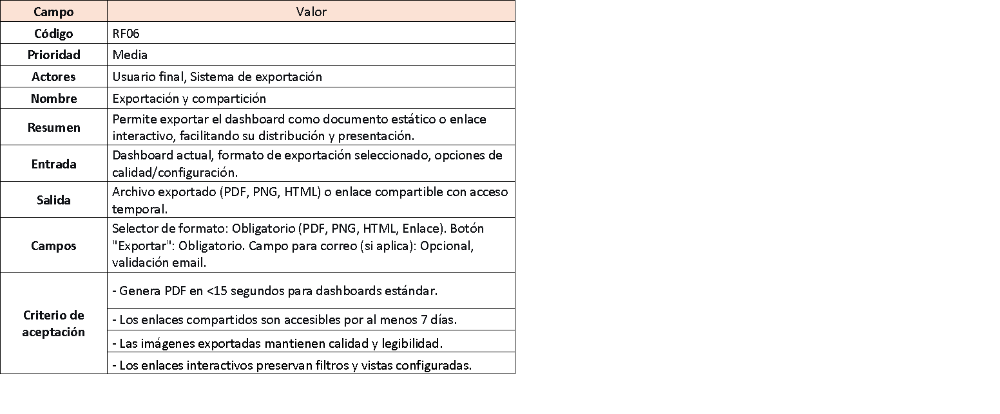 Campo Valor
Código RF06
Prioridad Media
Actores Usuario final, Sistema de exportación
Nombre Exportación y compartición
Resumen Permite exportar el dashboard como documento estático o enlace
interactivo, facilitando su distribución y presentación.
Entrada Dashboard actual, formato de exportación seleccionado, opciones de
calidad/configuración.
Salida Archivo exportado (PDF, PNG, HTML) o enlace compartible con acceso
temporal.
Campos Selector de formato: Obligatorio (PDF, PNG, HTML, Enlace). Botón
"Exportar": Obligatorio. Campo para correo (si aplica): Opcional,
validación email.
Criterio de
aceptación
- Genera PDF en <15 segundos para dashboards estándar.
- Los enlaces compartidos son accesibles por al menos 7 días.
- Las imágenes exportadas mantienen calidad y legibilidad.
- Los enlaces interactivos preservan filtros y vistas configuradas.